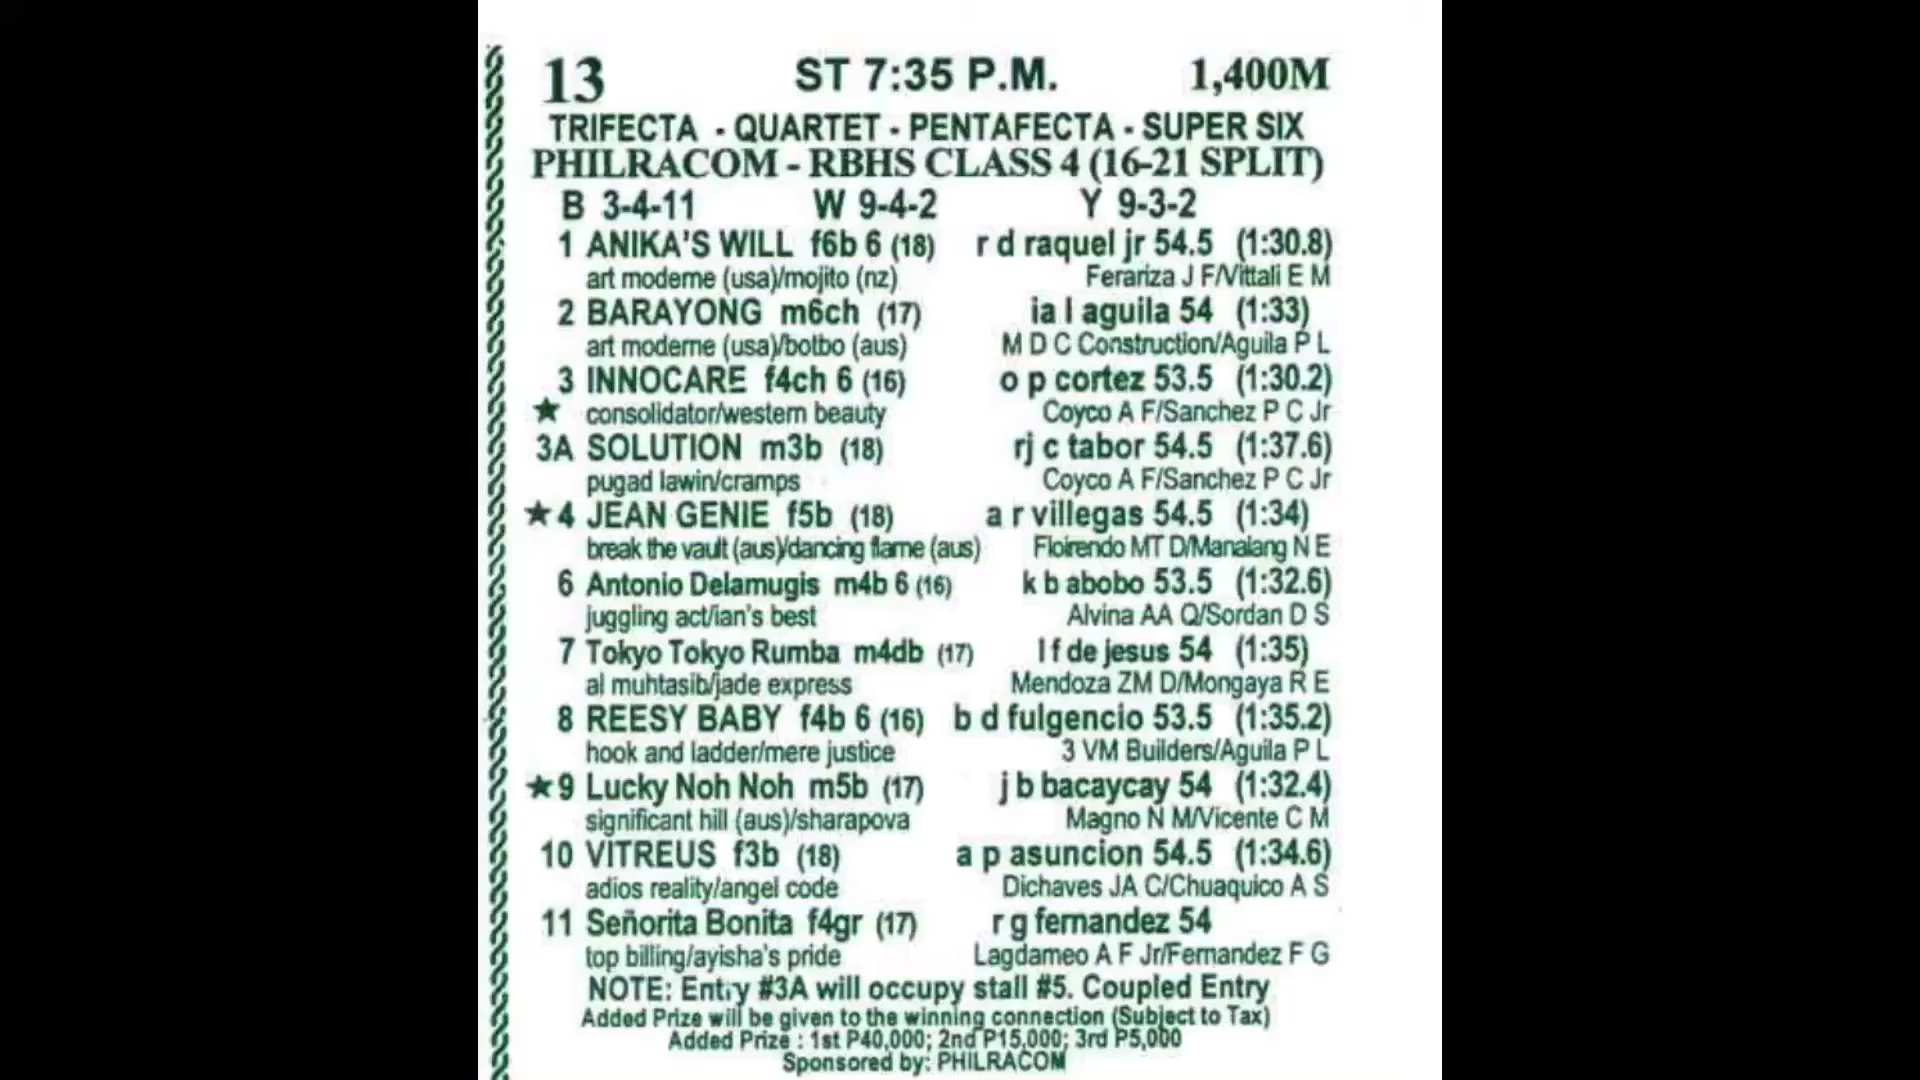 13 ST 7:35 P.M. 1,400M
TRIFECTA - QUARTET - PENTAFECTA - SUPER SIX
PHILRACOM - RBHS CLASS 4 (16-21 SPLIT)
B 3-4-11 W 9-4-2 Y 9-3-2
1 ANIKA'S WILL f6b 6 (18) r d raquel jr 54.5 (1:30.8)
art moderne (usa)/mojito (nz) Ferariza J F/Vittali E M
2 BARAYONG m6ch (17) ia l aguila 54 (1:33)
art moderne (usa)/botbo (aus) M D C Construction/Aguila P L
3 INNOCARE f4ch 6 (16) o p cortez 53.5 (1:30.2)
★ consolidator/western beauty Coyco A F/Sanchez P C Jr
3A SOLUTION m3b (18) rj c tabor 54.5 (1:37.6)
pugad lawin/cramps Coyco A F/Sanchez P C Jr
★ 4 JEAN GENIE f5b (18) a r villegas 54.5 (1:34)
break the vault (aus)/dancing flame (aus) Floirendo MT D/Manalang N E
6 Antonio Delamugis m4b 6 (16) k b abobo 53.5 (1:32.6)
juggling act/ian's best Alvina AA Q/Sordan D S
7 Tokyo Tokyo Rumba m4db (17) l f de jesus 54 (1:35)
al muhtasib/jade express Mendoza ZM D/Mongaya R E
8 REESY BABY f4b 6 (16) b d fulgencio 53.5 (1:35.2)
hook and ladder/mere justice 3 VM Builders/Aguila P L
★ 9 Lucky Noh Noh m5b (17) j b bacaycay 54 (1:32.4)
significant hill (aus)/sharapova Magno N M/Vicente C M
10 VITREUS f3b (18) a p asuncion 54.5 (1:34.6)
adios reality/angel code Dichaves JA C/Chuaquico A S
11 Señorita Bonita f4gr (17) r g fernandez 54
top billing/ayisha's pride Lagdameo A F Jr/Fernandez F G
NOTE: Entry #3A will occupy stall #5. Coupled Entry
Added Prize will be given to the winning connection (Subject to Tax)
Added Prize : 1st P40,000; 2nd P15,000; 3rd P5,000
Sponsored by: PHILRACOM